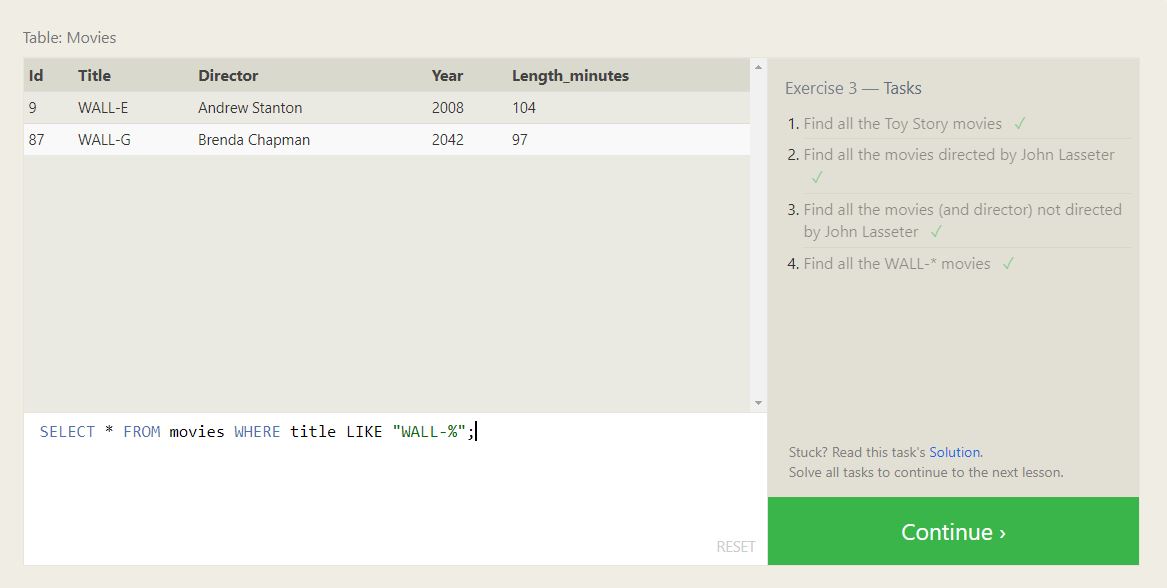 Table: Movies
Id Title Director Year Length_minutes
9 WALL-E Andrew Stanton 2008 104
87 WALL-G Brenda Chapman 2042 97
SELECT * FROM movies WHERE title LIKE "WALL-%";
RESET
Exercise 3 — Tasks
1. Find all the Toy Story movies ✓
2. Find all the movies directed by John Lasseter
✓
3. Find all the movies (and director) not directed
by John Lasseter ✓
4. Find all the WALL-* movies ✓
Stuck? Read this task's Solution.
Solve all tasks to continue to the next lesson.
Continue ›